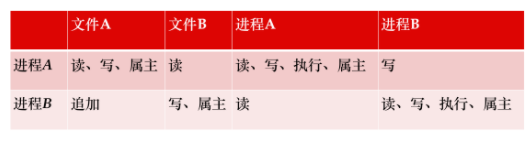 文件A 文件B 进程A 进程B
进程A 读、写、属主 读 读、写、执行、属主 写
进程B 追加 写、属主 读 读、写、执行、属主